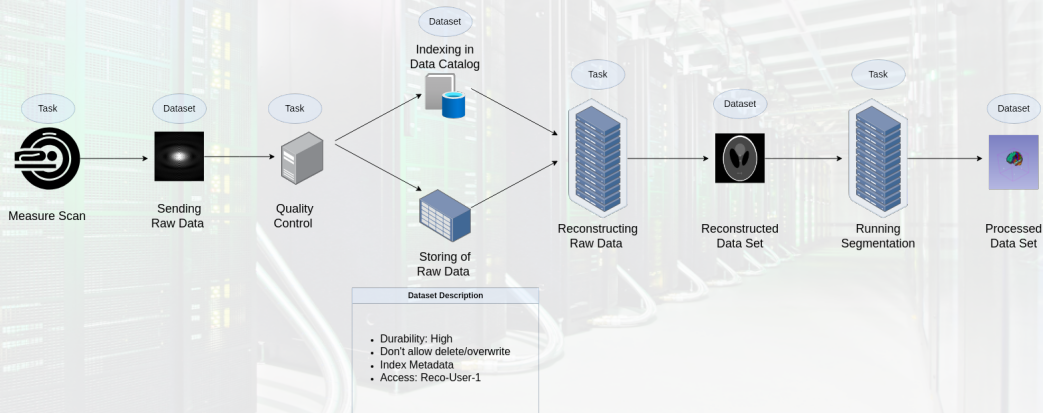 Task
Measure Scan
Dataset
Sending
Raw Data
Task
Quality
Control
Dataset
Indexing in
Data Catalog
Storing of
Raw Data
Dataset Description
Durability: High
Don't allow delete/overwrite
Index Metadata
Access: Reco-User-1
Task
Reconstructing
Raw Data
Dataset
Reconstructed
Data Set
Task
Running
Segmentation
Dataset
Processed
Data Set